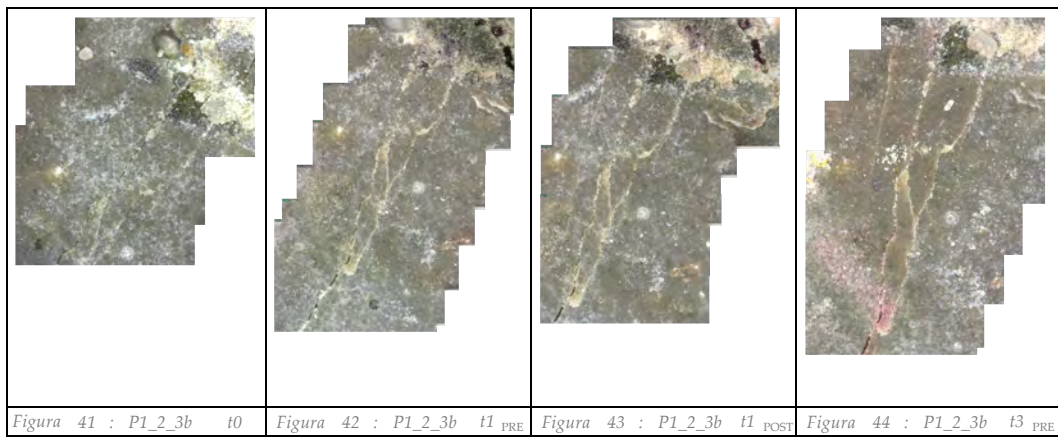 Figura 41 : P1_2_3b t0
Figura 42 : P1_2_3b t1 PRE
Figura 43 : P1_2_3b t1 POST
Figura 44 : P1_2_3b t3 PRE